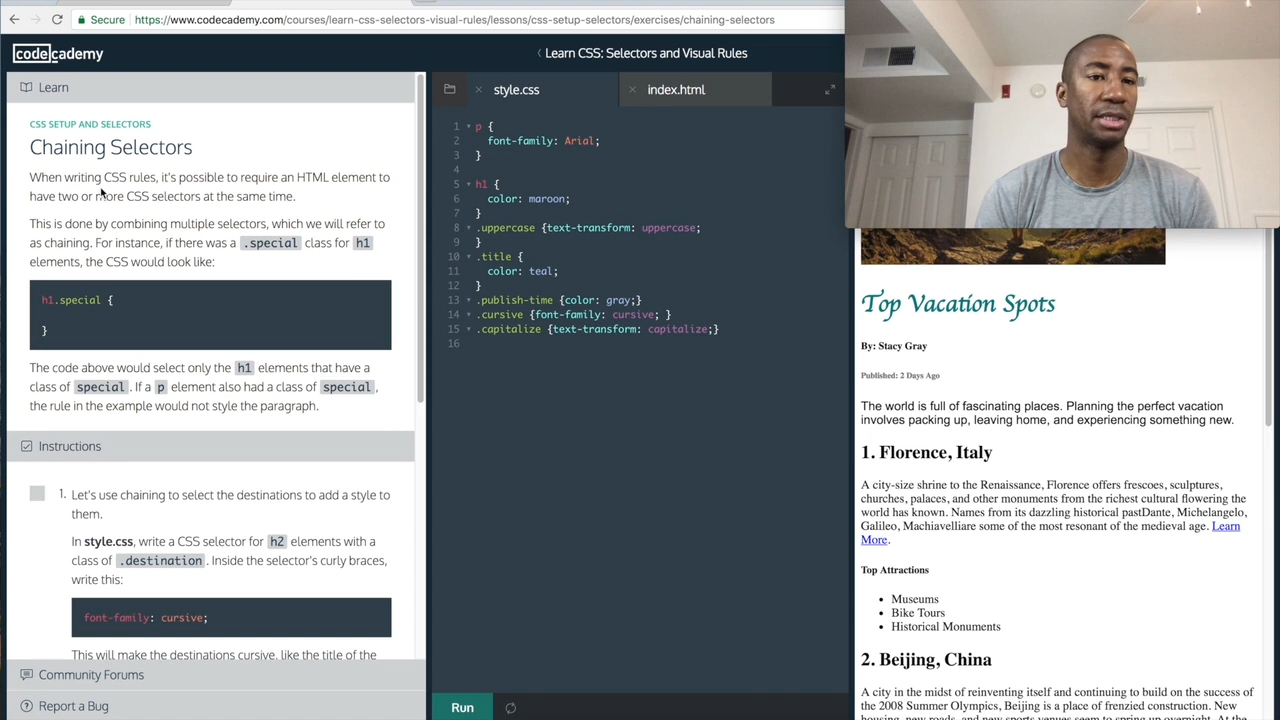 Secure
https://www.codecademy.com/courses/learn-css-selectors-visual-rules/lessons/css-setup-selectors/exercises/chaining-selectors
codecademy
Learn CSS: Selectors and Visual Rules
Learn
CSS SETUP AND SELECTORS
Chaining Selectors
When writing CSS rules, it's possible to require an HTML element to
have two or more CSS selectors at the same time.
This is done by combining multiple selectors, which we will refer to
as chaining. For instance, if there was a .special class for h1
elements, the CSS would look like:
h1.special {
}
The code above would select only the h1 elements that have a
class of special. If a p element also had a class of special,
the rule in the example would not style the paragraph.
Instructions
1. Let's use chaining to select the destinations to add a style to
them.
In style.css, write a CSS selector for h2 elements with a
class of .destination. Inside the selector's curly braces,
write this:
font-family: cursive;
This will make the destinations cursive, like the title of the
Community Forums
Report a Bug
style.css
index.html
1 p {
2 font-family: Arial;
3 }
4
5 h1 {
6 color: maroon;
7 }
8 .uppercase {text-transform: uppercase;
9 }
10 .title {
11 color: teal;
12 }
13 .publish-time {color: gray;}
14 .cursive {font-family: cursive; }
15 .capitalize {text-transform: capitalize;}
16
Run
Top Vacation Spots
By: Stacy Gray
Published: 2 Days Ago
The world is full of fascinating places. Planning the perfect vacation
involves packing up, leaving home, and experiencing something new.
1. Florence, Italy
A city-size shrine to the Renaissance, Florence offers frescoes, sculptures,
churches, palaces, and other monuments from the richest cultural flowering the
world has known. Names from its dazzling historical pastDante, Michelangelo,
Galileo, Machiavelliare some of the most resonant of the medieval age. Learn
More.
Top Attractions
Museums
Bike Tours
Historical Monuments
2. Beijing, China
A city in the midst of reinventing itself and continuing to build on the success of
the 2008 Summer Olympics, Beijing is a place of frenzied construction. New
housing, new roads, and new sports venues seem to spring up overnight. At the